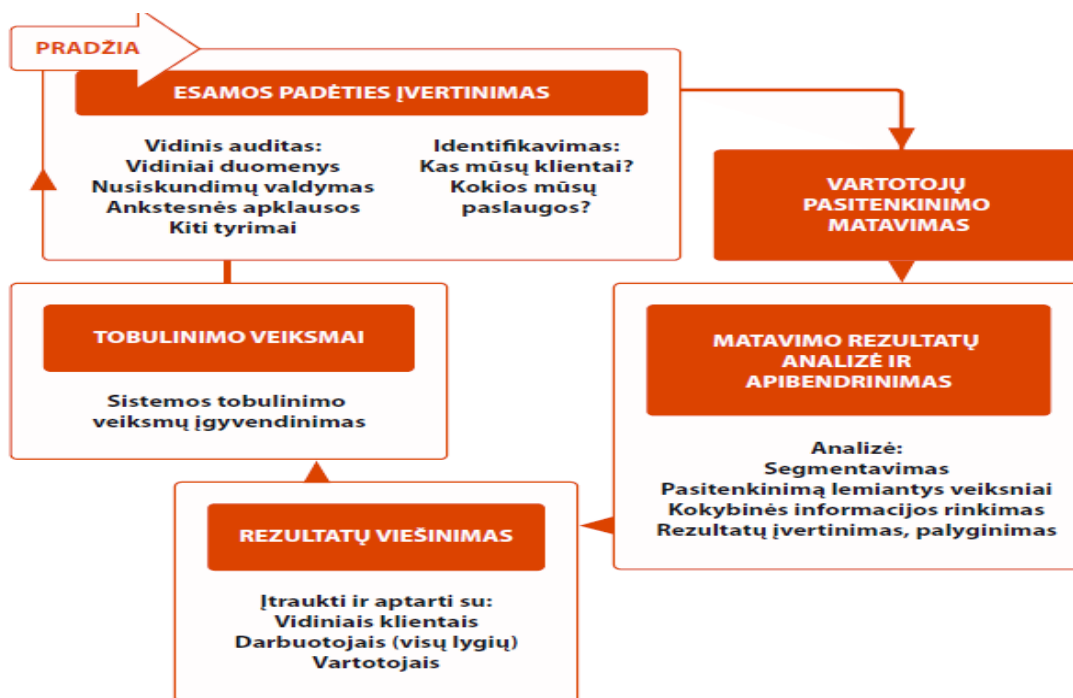 PRADŽIA
ESAMOS PADĖTIES ĮVERTINIMAS
Vidinis auditas:
Vidiniai duomenys
Nusiskundimų valdymas
Ankstesnės apklausos
Kiti tyrimai
Identifikavimas:
Kas mūsų klientai?
Kokios mūsų
paslaugos?
VARTOTOJŲ
PASITENKINIMO
MATAVIMAS
MATAVIMO REZULTATŲ
ANALIZĖ IR
APIBENDRINIMAS
Analizė:
Segmentavimas
Pasitenkinimą lemiantys veiksniai
Kokybinės informacijos rinkimas
Rezultatų įvertinimas, palyginimas
REZULTATŲ VIEŠINIMAS
Įtraukti ir aptarti su:
Vidiniais klientais
Darbuotojais (visų lygių)
Vartotojais
TOBULINIMO VEIKSMAI
Sistemos tobulinimo
veiksmų įgyvendinimas